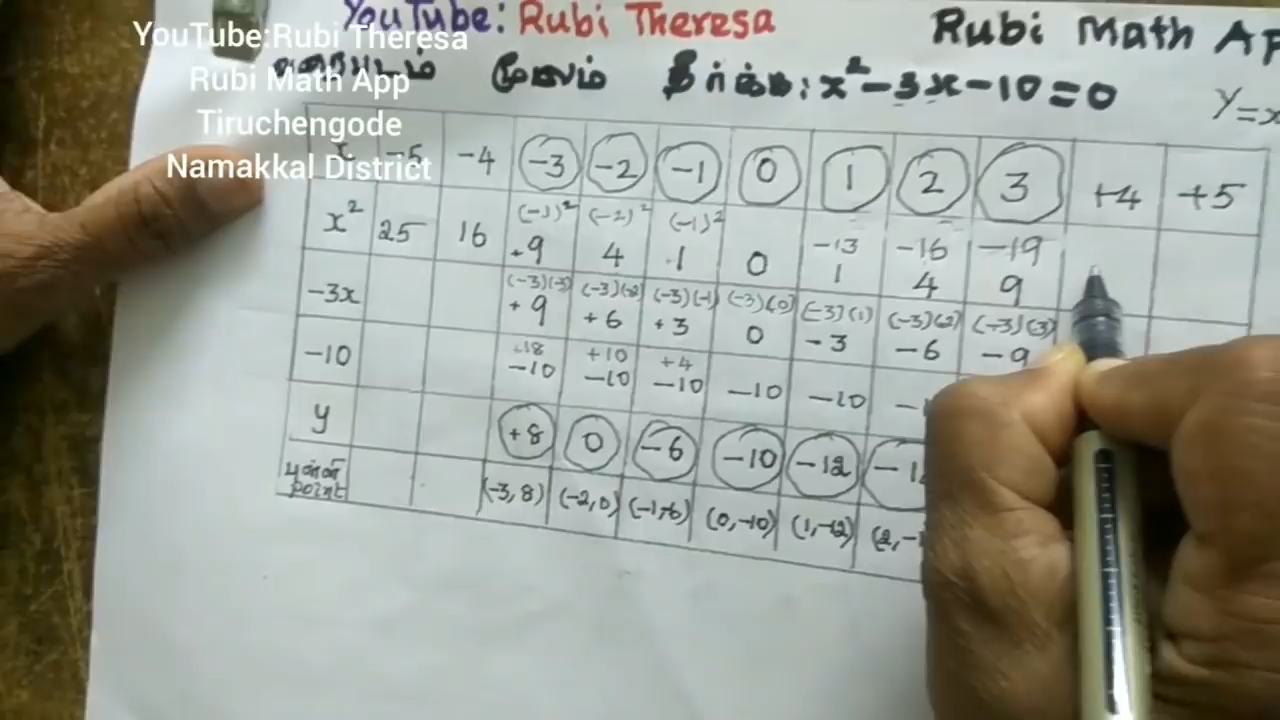 YouTube: Rubi Theresa Rubi Math AP
YouTube:Rubi Theresa
Rubi Math App
Tiruchengode
Namakkal District
மூலம் தீர்க்க: x² - 3x - 10 = 0
Y = x
x -5 -4 -3 -2 -1 0 1 2 3 +4 +5
(-3)² (-2)² (-1)² -13 -16 -19
x² 25 16 +9 4 1 0 1 4 9
(-3)(-3) (-3)(-2) (-3)(-1) (-3)(0) (-3)(1) (-3)(2) (-3)(3)
-3x +9 +6 +3 0 -3 -6 -9
+18 +10 +4
-10 -10 -10 -10 -10 -10
y +8 0 -6 -10 -12
புள்ளி
point (-3, 8) (-2, 0) (-1,-6) (0, -10) (1, -12) (2, -1